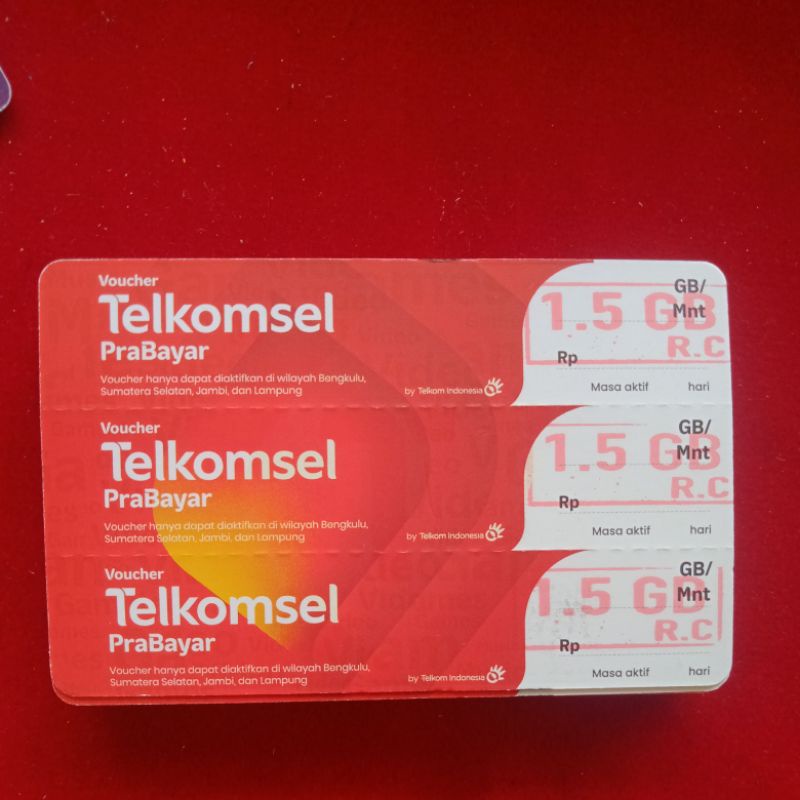 Voucher
Telkomsel
PraBayar
Voucher hanya dapat diaktifkan di wilayah Bengkulu,
Sumatera Selatan, Jambi, dan Lampung
by Telkom Indonesia
GB/
Mnt
1.5 GB
R.C
Rp
Masa aktif hari
Voucher
Telkomsel
PraBayar
Voucher hanya dapat diaktifkan di wilayah Bengkulu,
Sumatera Selatan, Jambi, dan Lampung
by Telkom Indonesia
GB/
Mnt
1.5 GB
R.C
Rp
Masa aktif hari
Voucher
Telkomsel
PraBayar
Voucher hanya dapat diaktifkan di wilayah Bengkulu,
Sumatera Selatan, Jambi, dan Lampung
by Telkom Indonesia
GB/
Mnt
1.5 GB
R.C
Rp
Masa aktif hari